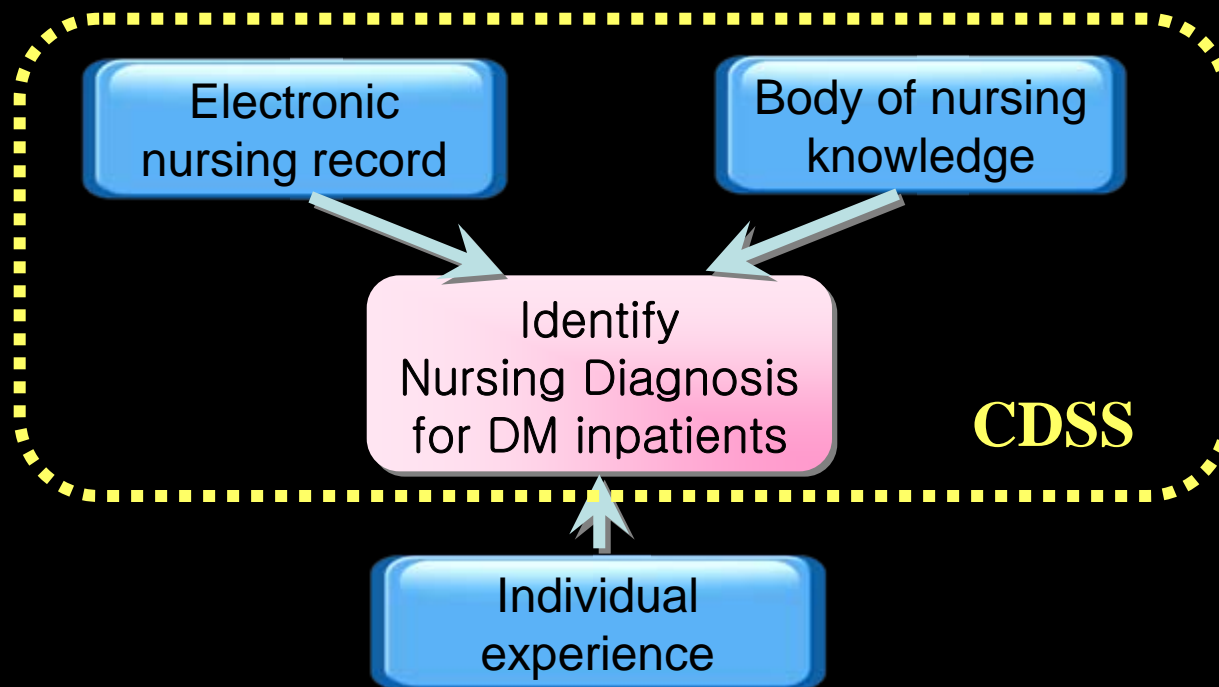 Electronic
nursing record
Body of nursing
knowledge
Identify
Nursing Diagnosis
for DM inpatients
CDSS
Individual
experience